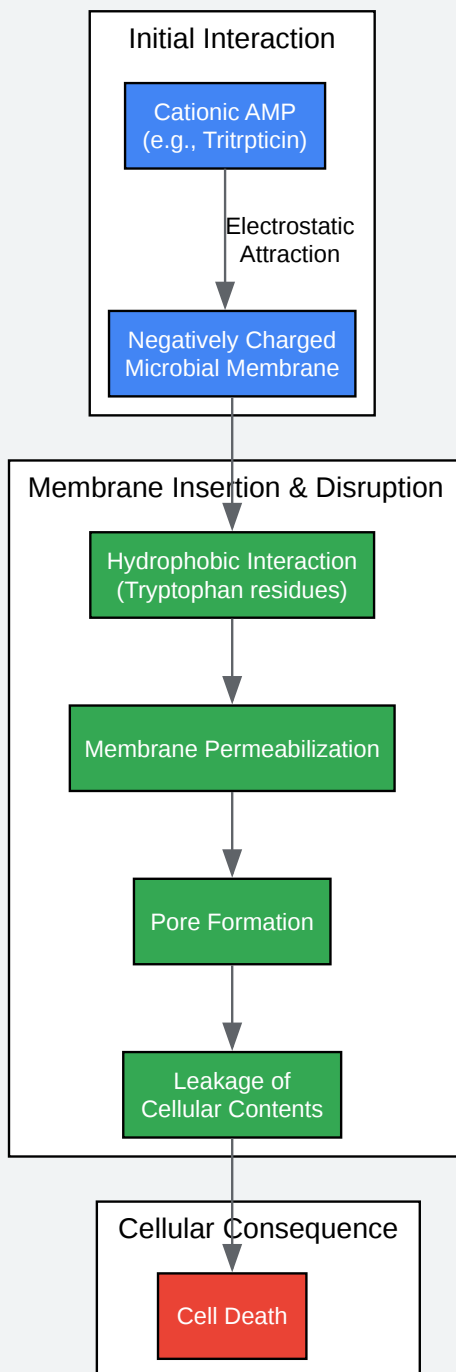 Initial Interaction
Cationic AMP
(e.g., Tritrpticin)
Electrostatic
Attraction
Negatively Charged
Microbial Membrane
Membrane Insertion & Disruption
Hydrophobic Interaction
(Tryptophan residues)
Membrane Permeabilization
Pore Formation
Leakage of
Cellular Contents
Cellular Consequence
Cell Death